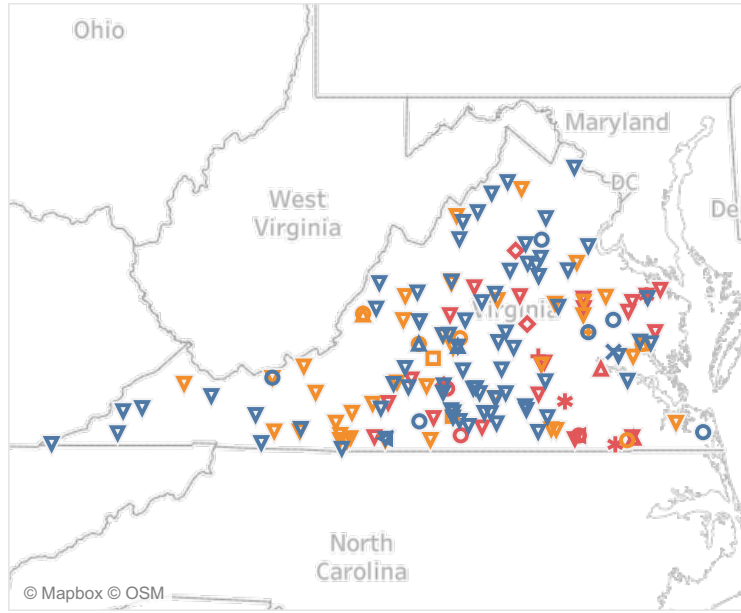 Ohio
Maryland
West
Virginia
DC
De
Virginia
North
Carolina
© Mapbox © OSM